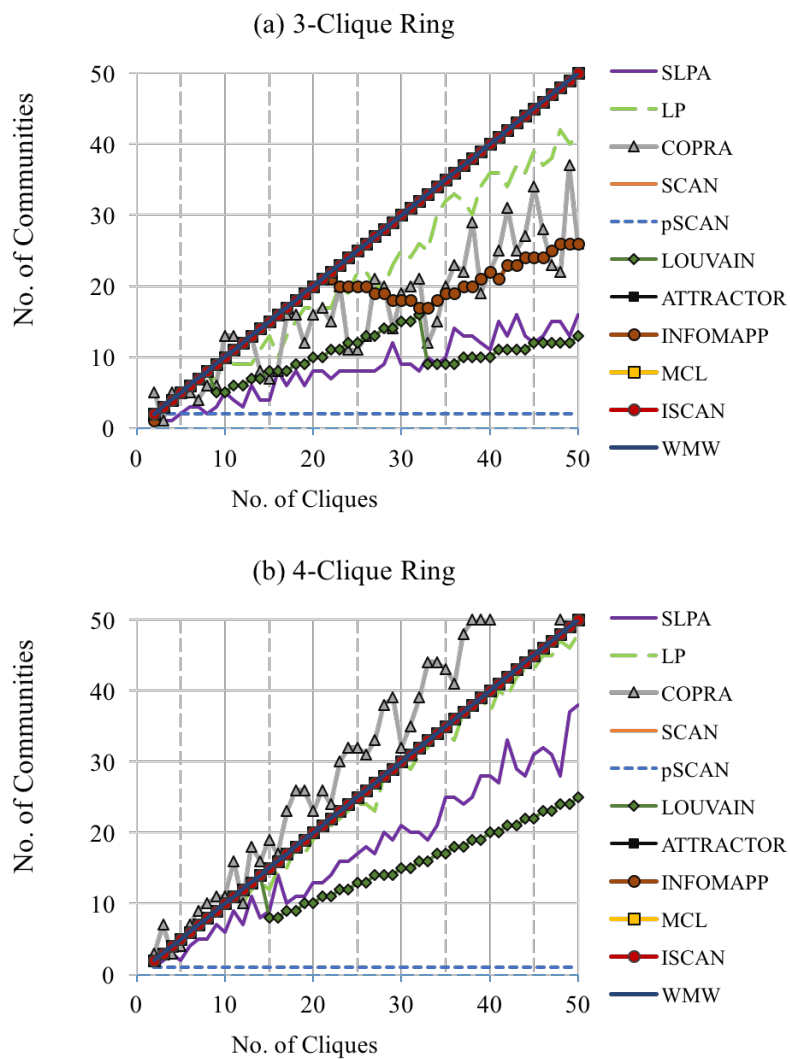 (a) 3-Clique Ring
No. of Communities
50
40
30
20
10
0
0 10 20 30 40 50
No. of Cliques
SLPA
LP
COPRA
SCAN
pSCAN
LOUVAIN
ATTRACTOR
INFOMAPP
MCL
ISCAN
WMW
(b) 4-Clique Ring
No. of Communities
50
40
30
20
10
0
0 10 20 30 40 50
No. of Cliques
SLPA
LP
COPRA
SCAN
pSCAN
LOUVAIN
ATTRACTOR
INFOMAPP
MCL
ISCAN
WMW